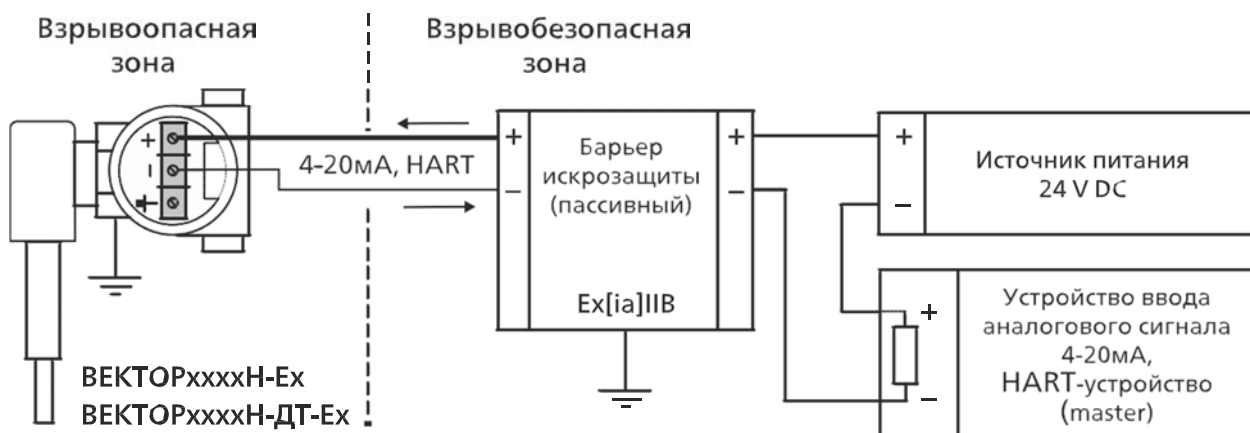 Взрывоопасная
зона
Взрывобезопасная
зона
+
−
4-20мА, HART
+
−
Барьер
искрозащиты
(пассивный)
Ex[ia]IIB
+
−
+
−
Источник питания
24 V DC
+
−
Устройство ввода
аналогового сигнала
4-20мА,
HART-устройство
(master)
ВЕКТОРxxxxН-Ex
ВЕКТОРxxxxН-ДТ-Ex